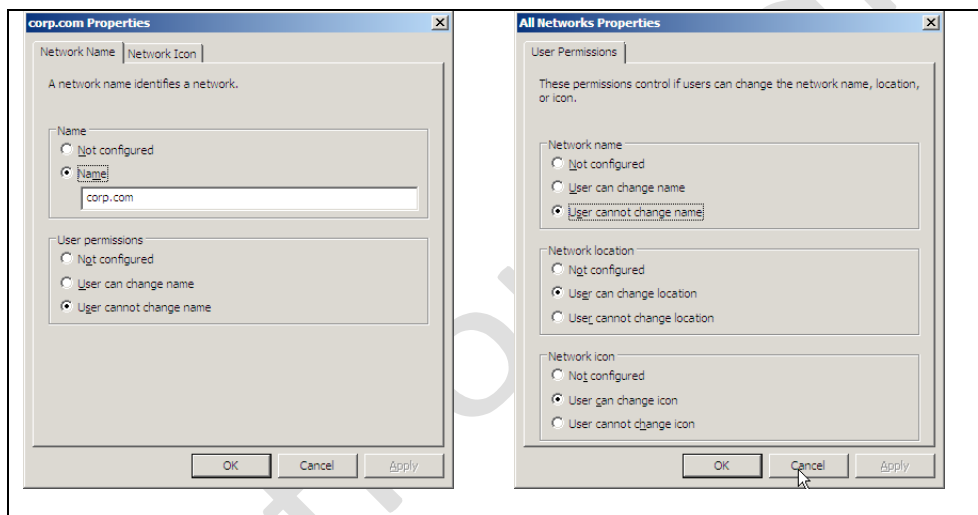 corp.com Properties
Network Name
Network Icon
A network name identifies a network.
Name
Not configured
Name
corp.com
User permissions
Not configured
User can change name
User cannot change name
OK
Cancel
Apply
All Networks Properties
User Permissions
These permissions control if users can change the network name, location,
or icon.
Network name
Not configured
User can change name
User cannot change name
Network location
Not configured
User can change location
User cannot change location
Network icon
Not configured
User can change icon
User cannot change icon
OK
Cancel
Apply